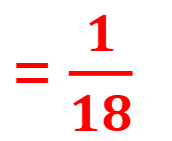 = 1/18